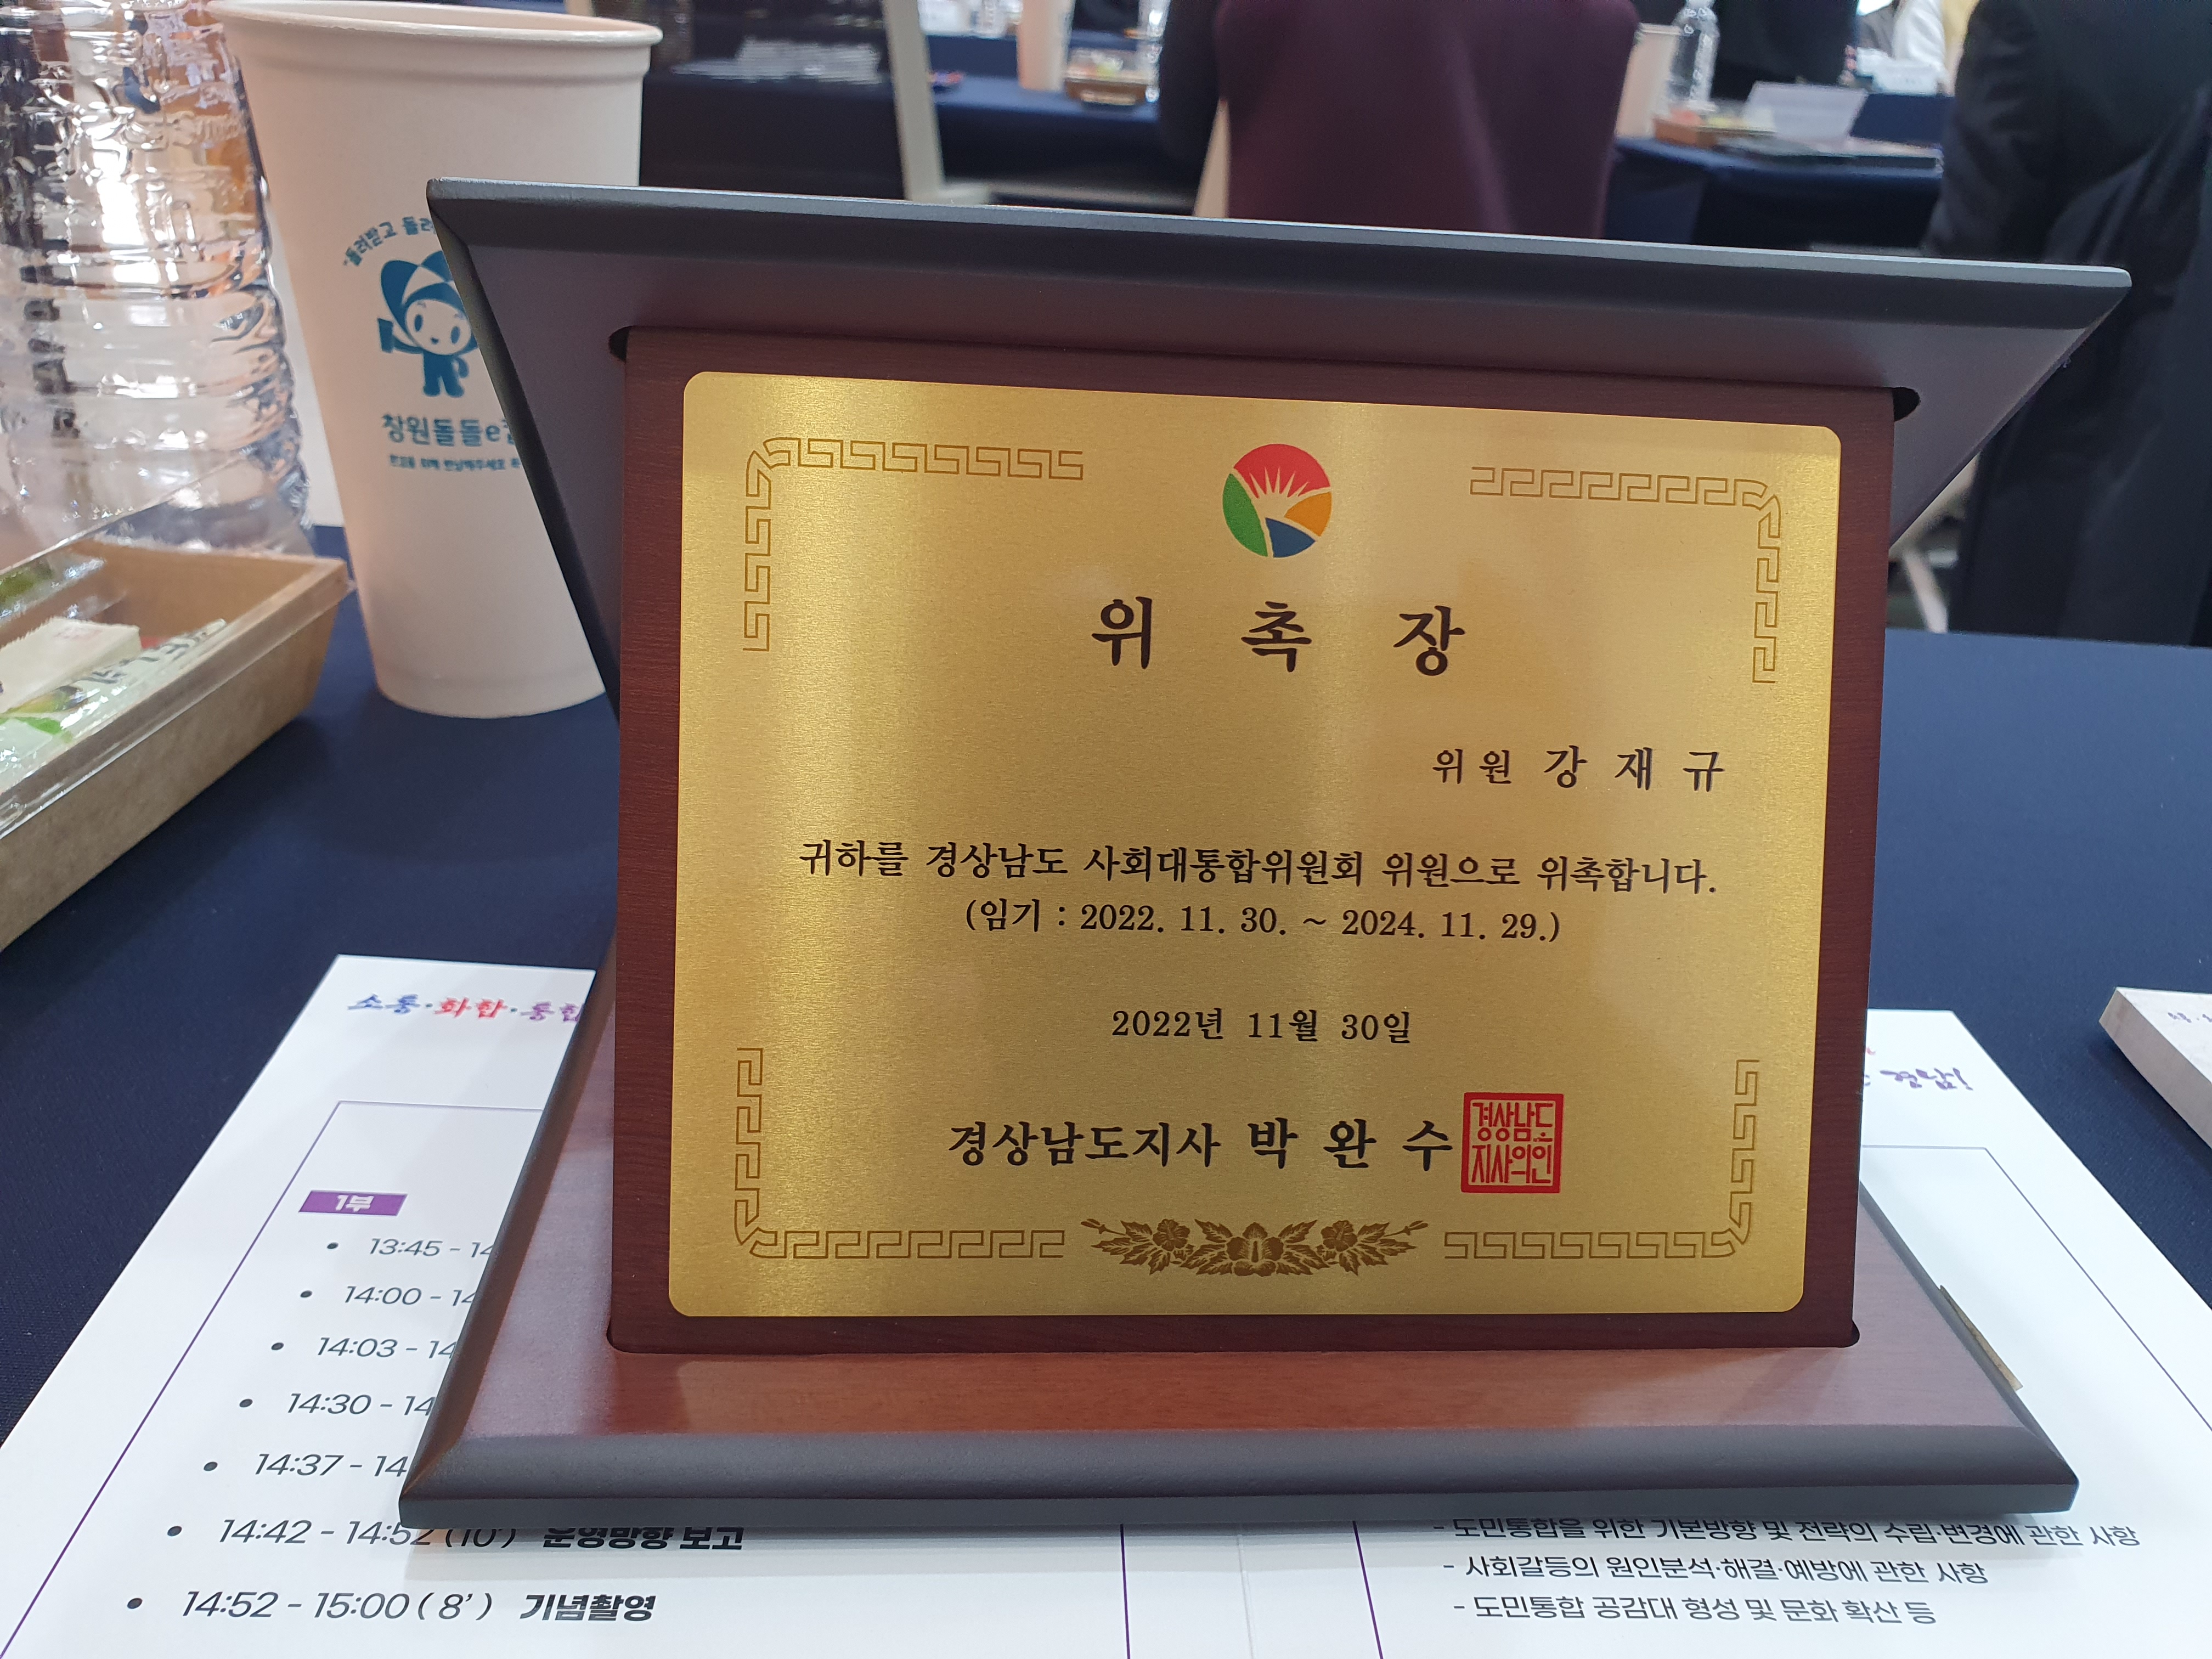 창원돌돌e
위 촉 장
위원 강 재 규
귀하를 경상남도 사회대통합위원회 위원으로 위촉합니다.
(임기 : 2022. 11. 30. ~ 2024. 11. 29.)
2022년 11월 30일
경상남도지사 박 완 수
경상남도
지사의인
소통·화합·통합
경남!
1부
• 13:45 - 14
• 14:00 - 14
• 14:03 - 14
• 14:30 - 14
• 14:37 - 14
• 14:42 - 14:52 (10') 운영방향 보고
• 14:52 - 15:00 ( 8' ) 기념촬영
- 도민통합을 위한 기본방향 및 전략의 수립·변경에 관한 사항
- 사회갈등의 원인분석·해결·예방에 관한 사항
- 도민통합 공감대 형성 및 문화 확산 등